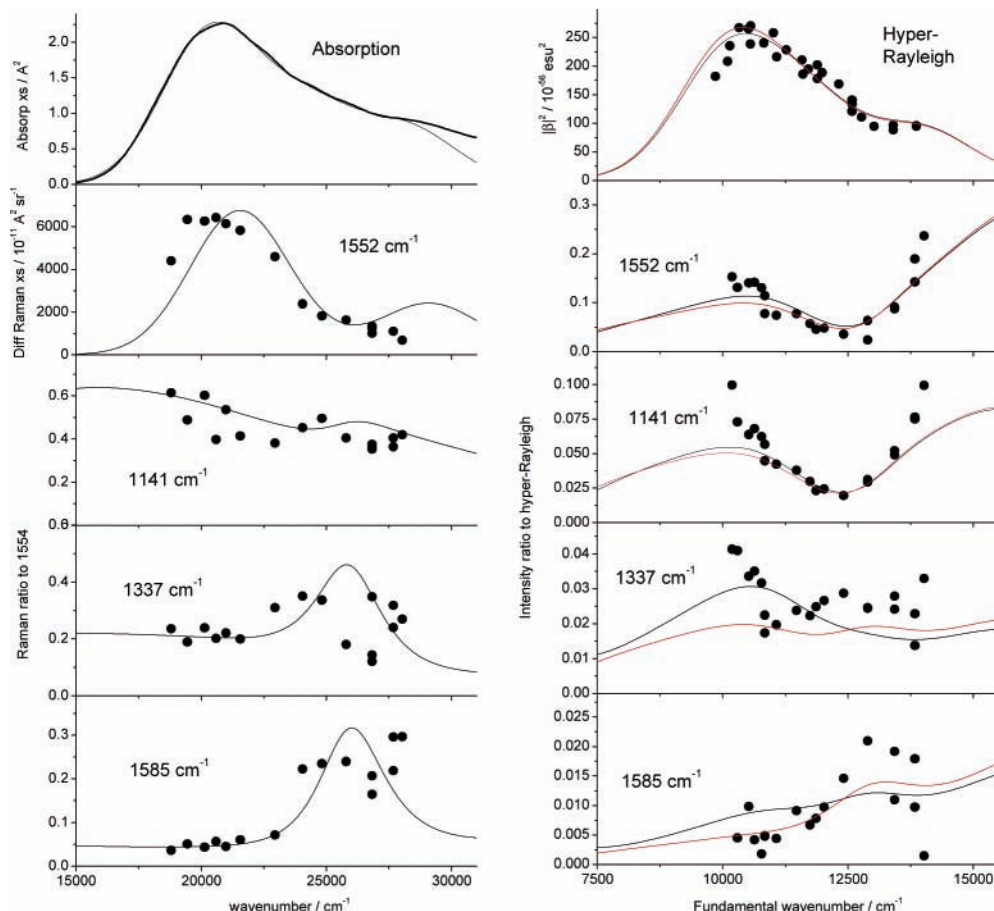 Absorption
Absorp xs / A²
2.0
1.5
1.0
0.5
0.0
Diff Raman xs / 10⁻¹¹ A² sr⁻¹
1552 cm⁻¹
6000
4000
2000
0
1141 cm⁻¹
0.6
0.4
0.2
0.0
Raman ratio to 1554
1337 cm⁻¹
0.4
0.2
0.0
1585 cm⁻¹
0.3
0.2
0.1
0.0
15000 20000 25000 30000
wavenumber / cm⁻¹
Hyper-
Rayleigh
|β|² / 10⁻⁵⁶ esu²
250
200
150
100
50
0
1552 cm⁻¹
0.3
0.2
0.1
0.0
1141 cm⁻¹
0.100
0.075
0.050
0.025
0.000
Intensity ratio to hyper-Rayleigh
1337 cm⁻¹
0.04
0.03
0.02
0.01
0.00
1585 cm⁻¹
0.025
0.020
0.015
0.010
0.005
0.000
7500 10000 12500 15000
Fundamental wavenumber / cm⁻¹